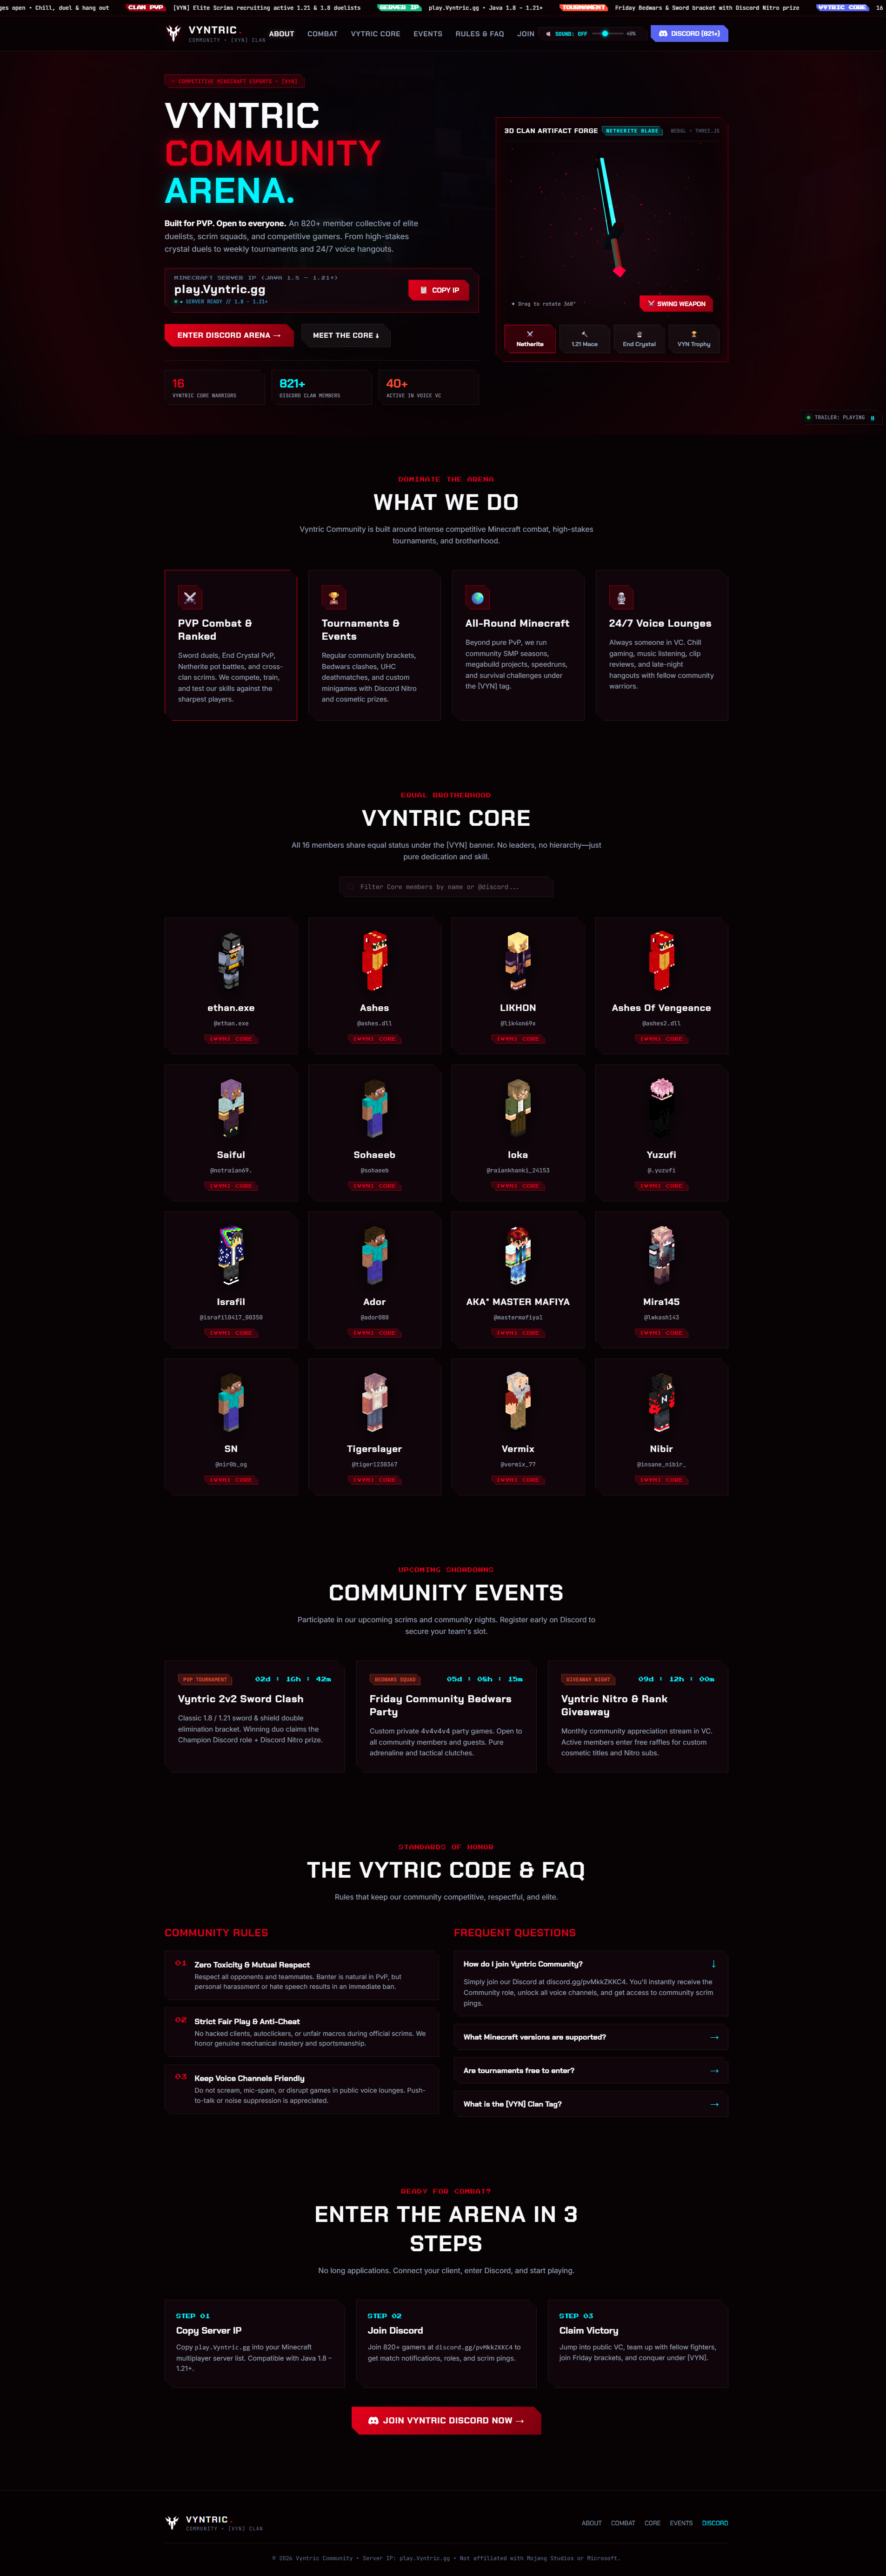 ges open • Chill, duel & hang out CLAN PVP [VYN] Elite Scrims recruiting active 1.21 & 1.8 duelists SERVER IP play.Vyntric.gg • Java 1.8 – 1.21+ TOURNAMENT Friday Bedwars & Sword bracket with Discord Nitro prize VYTRIC CORE 16
VYNTRIC
COMMUNITY • [VYN] CLAN
ABOUT COMBAT VYTRIC CORE EVENTS RULES & FAQ JOIN
SOUND: OFF 40%
DISCORD (821+)
COMPETITIVE MINECRAFT ESPORTS • [VYN]
VYNTRIC
COMMUNITY
ARENA.
Built for PVP. Open to everyone. An 820+ member collective of elite
duelists, scrim squads, and competitive gamers. From high-stakes
crystal duels to weekly tournaments and 24/7 voice hangouts.
MINECRAFT SERVER IP (JAVA 1.8 – 1.21+)
play.Vyntric.gg
● SERVER READY // 1.8 - 1.21+
COPY IP
ENTER DISCORD ARENA →
MEET THE CORE ↓
16
VYNTRIC CORE WARRIORS
821+
DISCORD CLAN MEMBERS
40+
ACTIVE IN VOICE VC
3D CLAN ARTIFACT FORGE NETHERITE BLADE WEBGL • THREE.JS
✦ Drag to rotate 360°
⚔️ SWING WEAPON
Netherite
1.21 Mace
End Crystal
VYN Trophy
TRAILER: PLAYING ⏸
DOMINATE THE ARENA
WHAT WE DO
Vyntric Community is built around intense competitive Minecraft combat, high-stakes
tournaments, and brotherhood.
PVP Combat &
Ranked
Sword duels, End Crystal PvP,
Netherite pot battles, and cross-
clan scrims. We compete, train,
and test our skills against the
sharpest players.
Tournaments &
Events
Regular community brackets,
Bedwars clashes, UHC
deathmatches, and custom
minigames with Discord Nitro
and cosmetic prizes.
All-Round Minecraft
Beyond pure PvP, we run
community SMP seasons,
megabuild projects, speedruns,
and survival challenges under
the [VYN] tag.
24/7 Voice Lounges
Always someone in VC. Chill
gaming, music listening, clip
reviews, and late-night
hangouts with fellow community
warriors.
EQUAL BROTHERHOOD
VYNTRIC CORE
All 16 members share equal status under the [VYN] banner. No leaders, no hierarchy—just
pure dedication and skill.
Filter Core members by name or @discord...
ethan.exe
@ethan.exe
[VYN] CORE
Ashes
@ashes.dll
[VYN] CORE
LIKHON
@lik4on69x
[VYN] CORE
Ashes Of Vengeance
@ashes2.dll
[VYN] CORE
Saiful
@notraian69.
[VYN] CORE
Sohaeeb
@sohaeeb
[VYN] CORE
Ioka
@raiankhanki_24153
[VYN] CORE
Yuzufi
@.yuzufi
[VYN] CORE
Israfil
@israfil0417_00350
[VYN] CORE
Ador
@ador080
[VYN] CORE
AKA* MASTER MAFIYA
@mastermafiya1
[VYN] CORE
Mira145
@lwkash143
[VYN] CORE
SN
@nir0b_og
[VYN] CORE
Tigerslayer
@tiger1230367
[VYN] CORE
Vermix
@vermix_77
[VYN] CORE
Nibir
@insane_nibir_
[VYN] CORE
UPCOMING SHOWDOWNS
COMMUNITY EVENTS
Participate in our upcoming scrims and community nights. Register early on Discord to
secure your team's slot.
PVP TOURNAMENT 02d : 16h : 42m
Vyntric 2v2 Sword Clash
Classic 1.8 / 1.21 sword & shield double
elimination bracket. Winning duo claims the
Champion Discord role + Discord Nitro prize.
BEDWARS SQUAD 05d : 08h : 15m
Friday Community Bedwars
Party
Custom private 4v4v4v4 party games. Open to
all community members and guests. Pure
adrenaline and tactical clutches.
GIVEAWAY NIGHT 09d : 12h : 00m
Vyntric Nitro & Rank
Giveaway
Monthly community appreciation stream in VC.
Active members enter free raffles for custom
cosmetic titles and Nitro subs.
STANDARDS OF HONOR
THE VYTRIC CODE & FAQ
Rules that keep our community competitive, respectful, and elite.
COMMUNITY RULES
01 Zero Toxicity & Mutual Respect
Respect all opponents and teammates. Banter is natural in PvP, but
personal harassment or hate speech results in an immediate ban.
02 Strict Fair Play & Anti-Cheat
No hacked clients, autoclickers, or unfair macros during official scrims. We
honor genuine mechanical mastery and sportsmanship.
03 Keep Voice Channels Friendly
Do not scream, mic-spam, or disrupt games in public voice lounges. Push-
to-talk or noise suppression is appreciated.
FREQUENT QUESTIONS
How do I join Vyntric Community? ↓
Simply join our Discord at discord.gg/pvMkkZKKC4. You'll instantly receive the
Community role, unlock all voice channels, and get access to community scrim
pings.
What Minecraft versions are supported? →
Are tournaments free to enter? →
What is the [VYN] Clan Tag? →
READY FOR COMBAT?
ENTER THE ARENA IN 3
STEPS
No long applications. Connect your client, enter Discord, and start playing.
STEP 01
Copy Server IP
Copy play.Vyntric.gg into your Minecraft
multiplayer server list. Compatible with Java 1.8 –
1.21+.
STEP 02
Join Discord
Join 820+ gamers at discord.gg/pvMkkZKKC4 to
get match notifications, roles, and scrim pings.
STEP 03
Claim Victory
Jump into public VC, team up with fellow fighters,
join Friday brackets, and conquer under [VYN].
JOIN VYNTRIC DISCORD NOW →
VYNTRIC
COMMUNITY • [VYN] CLAN
ABOUT COMBAT CORE EVENTS DISCORD
© 2026 Vyntric Community • Server IP: play.Vyntric.gg • Not affiliated with Mojang Studios or Microsoft.